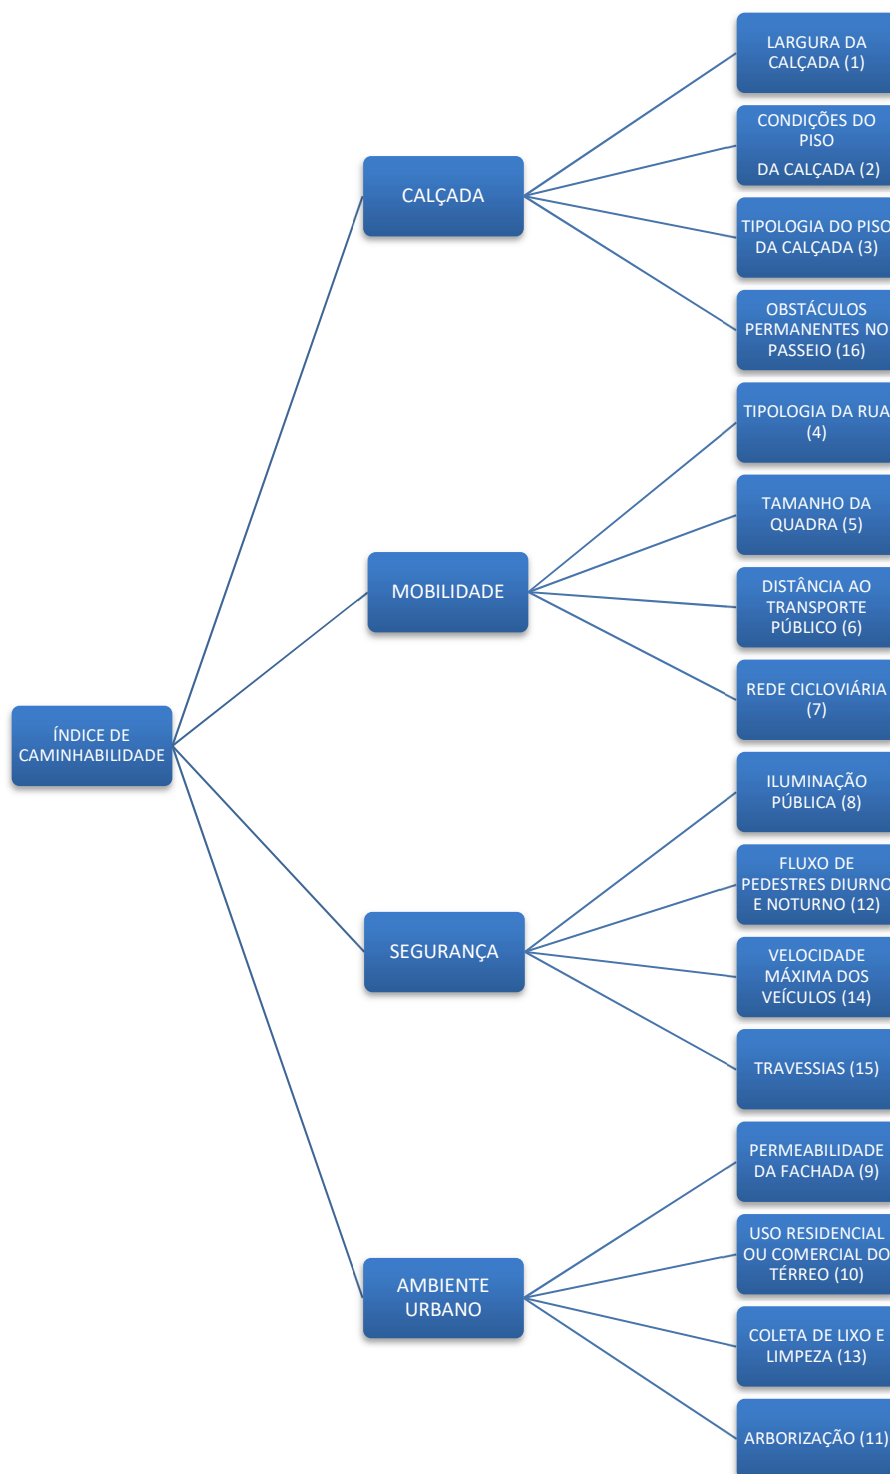 LARGURA DA
CALÇADA (1)
CONDIÇÕES DO
PISO
DA CALÇADA (2)
CALÇADA
TIPOLOGIA DO PISO
DA CALÇADA (3)
OBSTÁCULOS
PERMANENTES NO
PASSEIO (16)
TIPOLOGIA DA RUA
(4)
TAMANHO DA
QUADRA (5)
MOBILIDADE
DISTÂNCIA AO
TRANSPORTE
PÚBLICO (6)
REDE CICLOVIÁRIA
(7)
ÍNDICE DE
CAMINHABILIDADE
ILUMINAÇÃO
PÚBLICA (8)
FLUXO DE
PEDESTRES DIURNO
E NOTURNO (12)
SEGURANÇA
VELOCIDADE
MÁXIMA DOS
VEÍCULOS (14)
TRAVESSIAS (15)
PERMEABILIDADE
DA FACHADA (9)
USO RESIDENCIAL
OU COMERCIAL DO
TÉRREO (10)
AMBIENTE
URBANO
COLETA DE LIXO E
LIMPEZA (13)
ARBORIZAÇÃO (11)